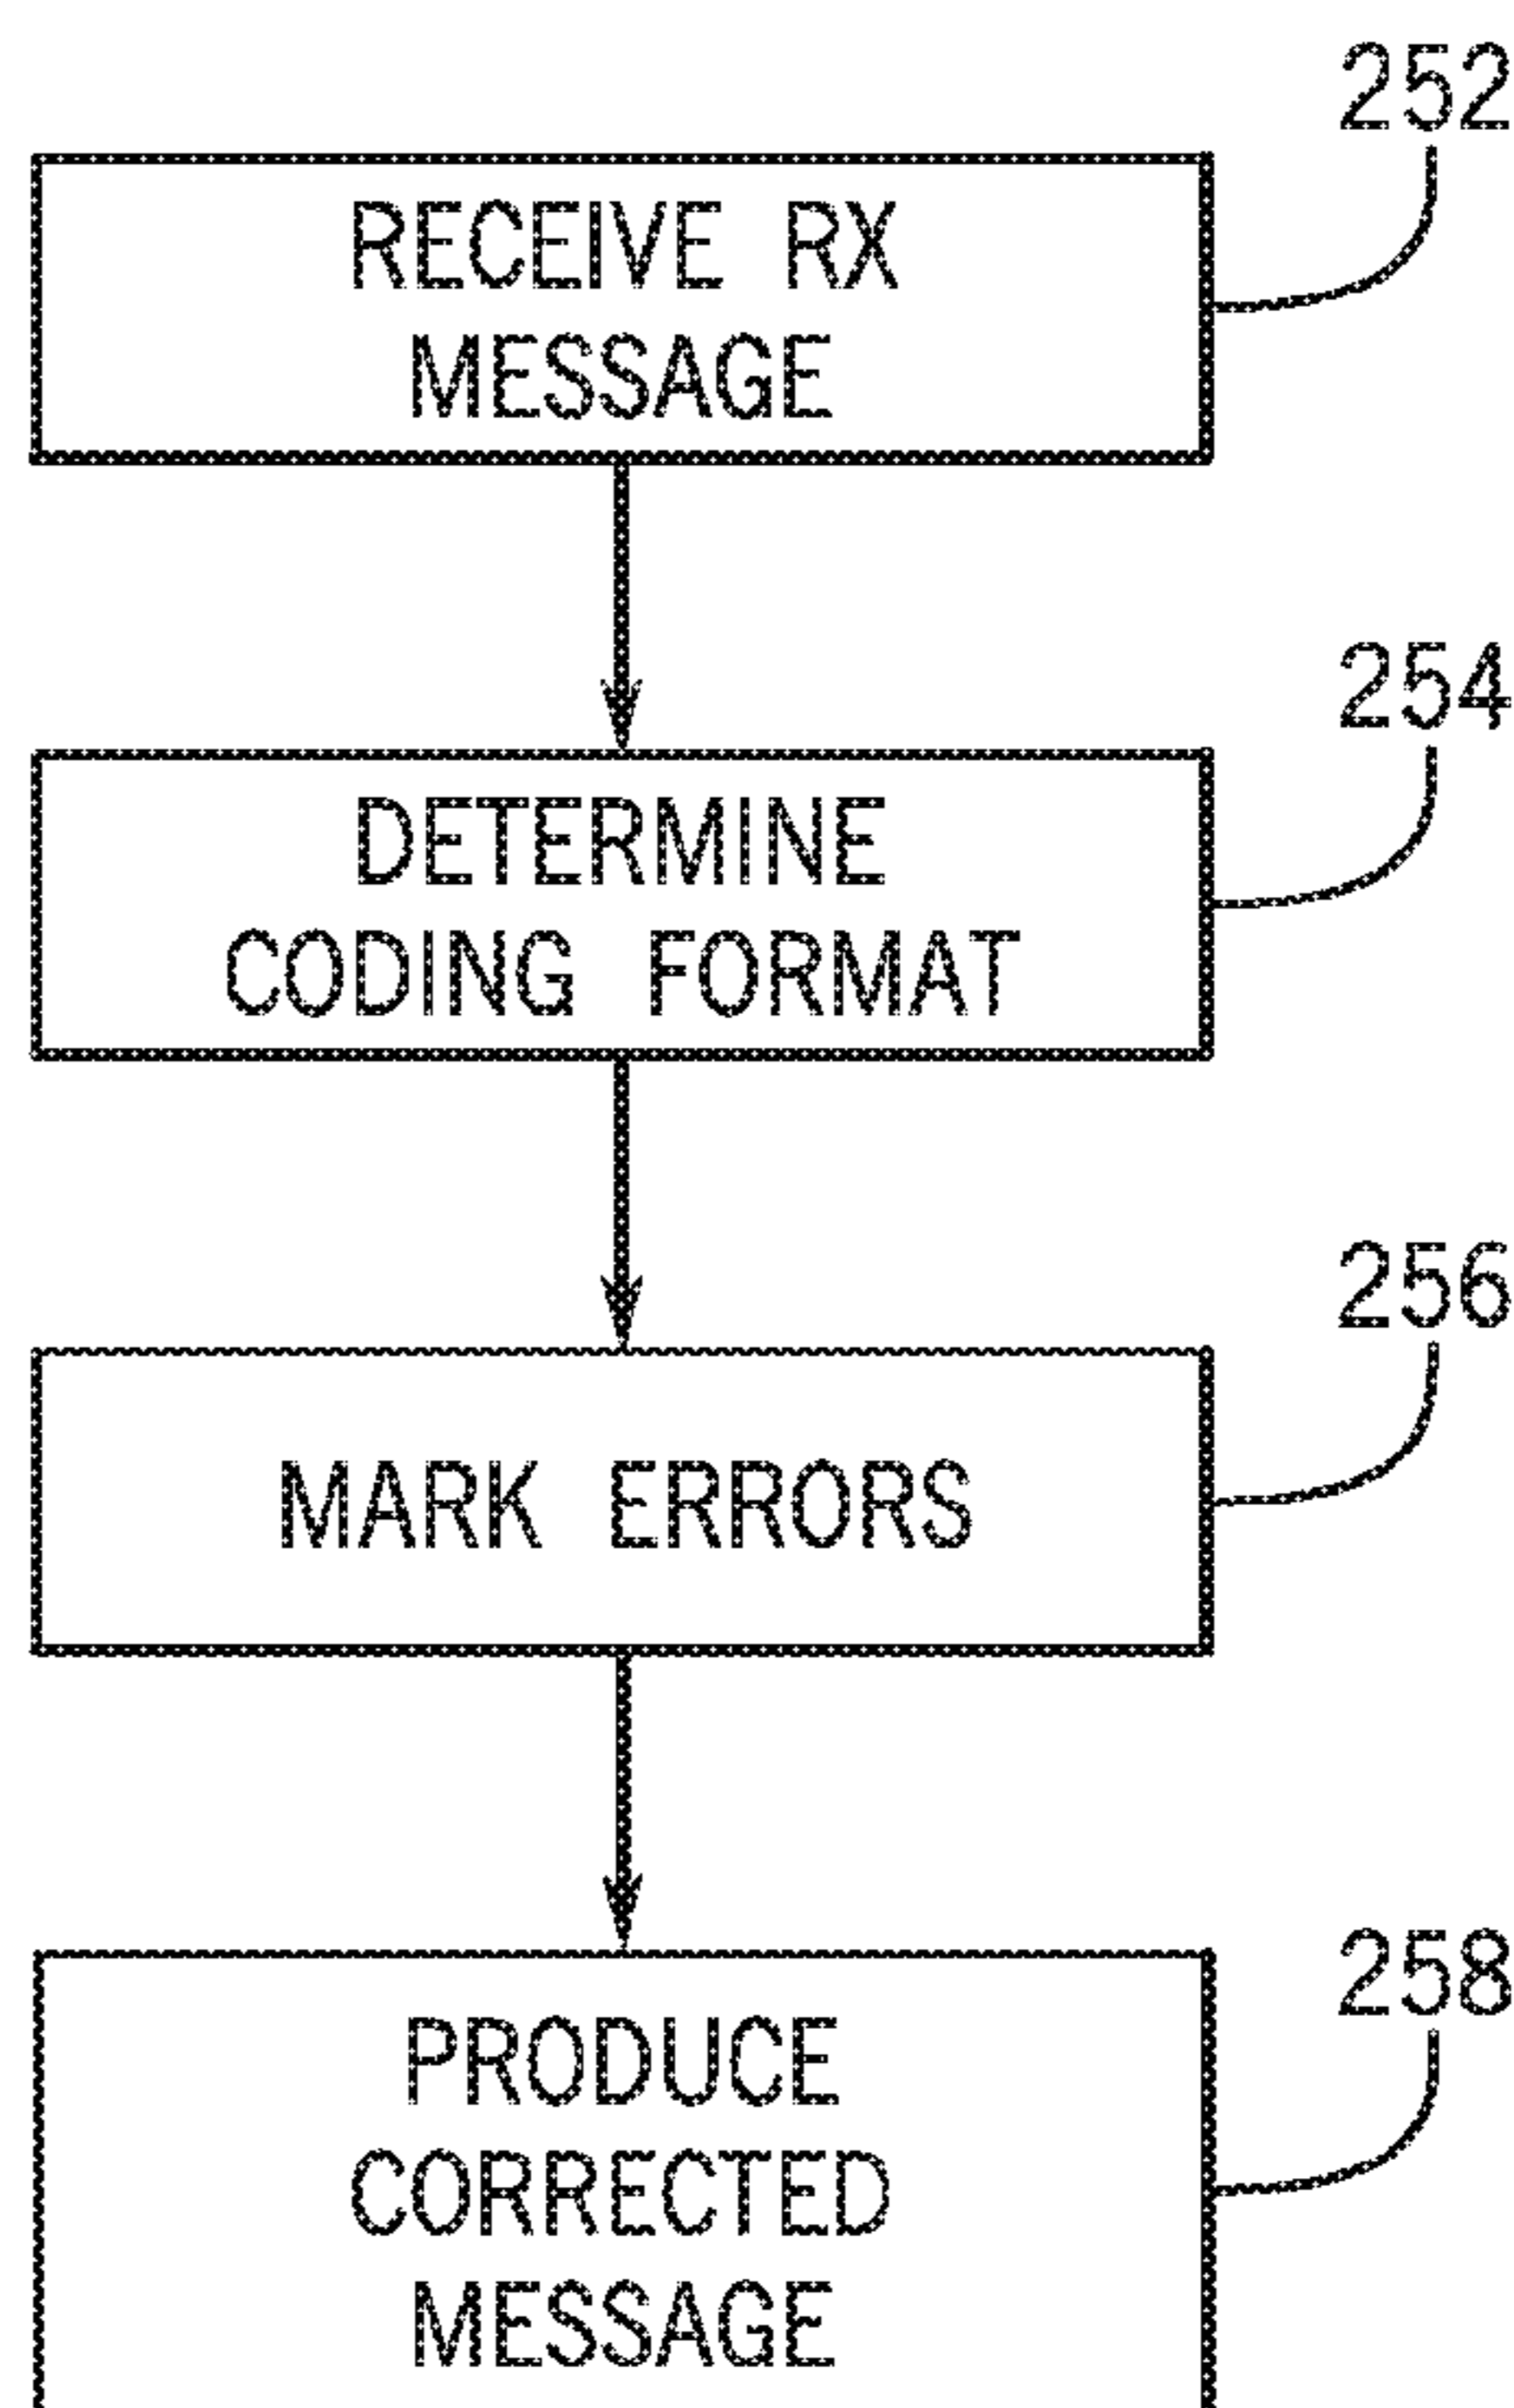 252
RECEIVE RX
MESSAGE
254
DETERMINE
CODING FORMAT
256
MARK ERRORS
258
PRODUCE
CORRECTED
MESSAGE